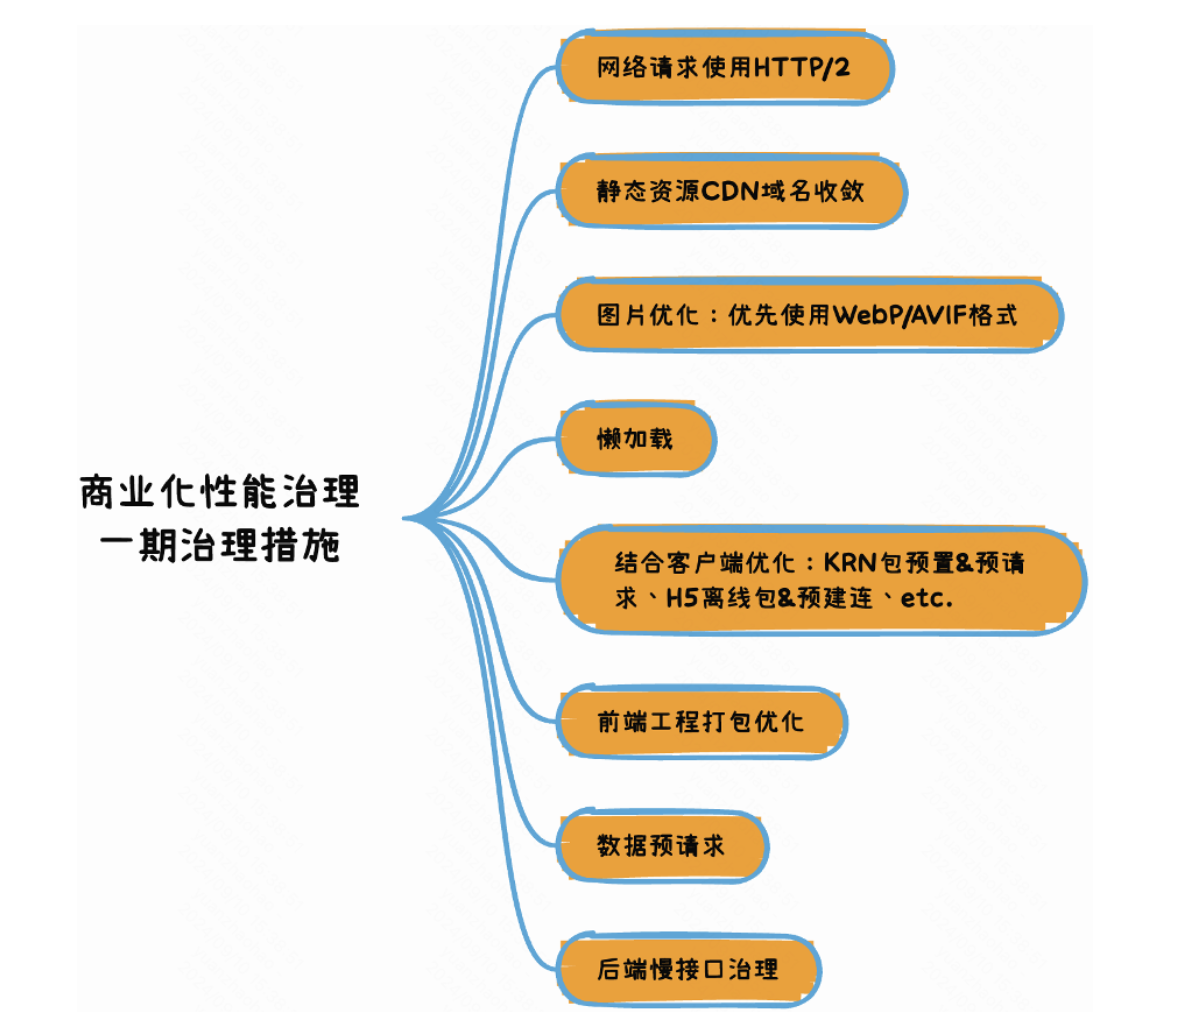 网络请求使用HTTP/2
静态资源CDN域名收敛
图片优化：优先使用WebP/AVIF格式
懒加载
商业化性能治理
一期治理措施
结合客户端优化：KRN包预置&预请
求、H5离线包&预建连、etc.
前端工程打包优化
数据预请求
后端慢接口治理